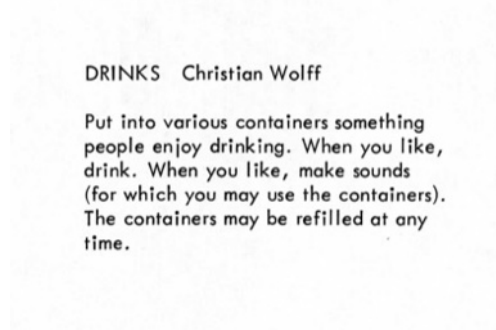 DRINKS Christian Wolff
Put into various containers something
people enjoy drinking. When you like,
drink. When you like, make sounds
(for which you may use the containers).
The containers may be refilled at any
time.